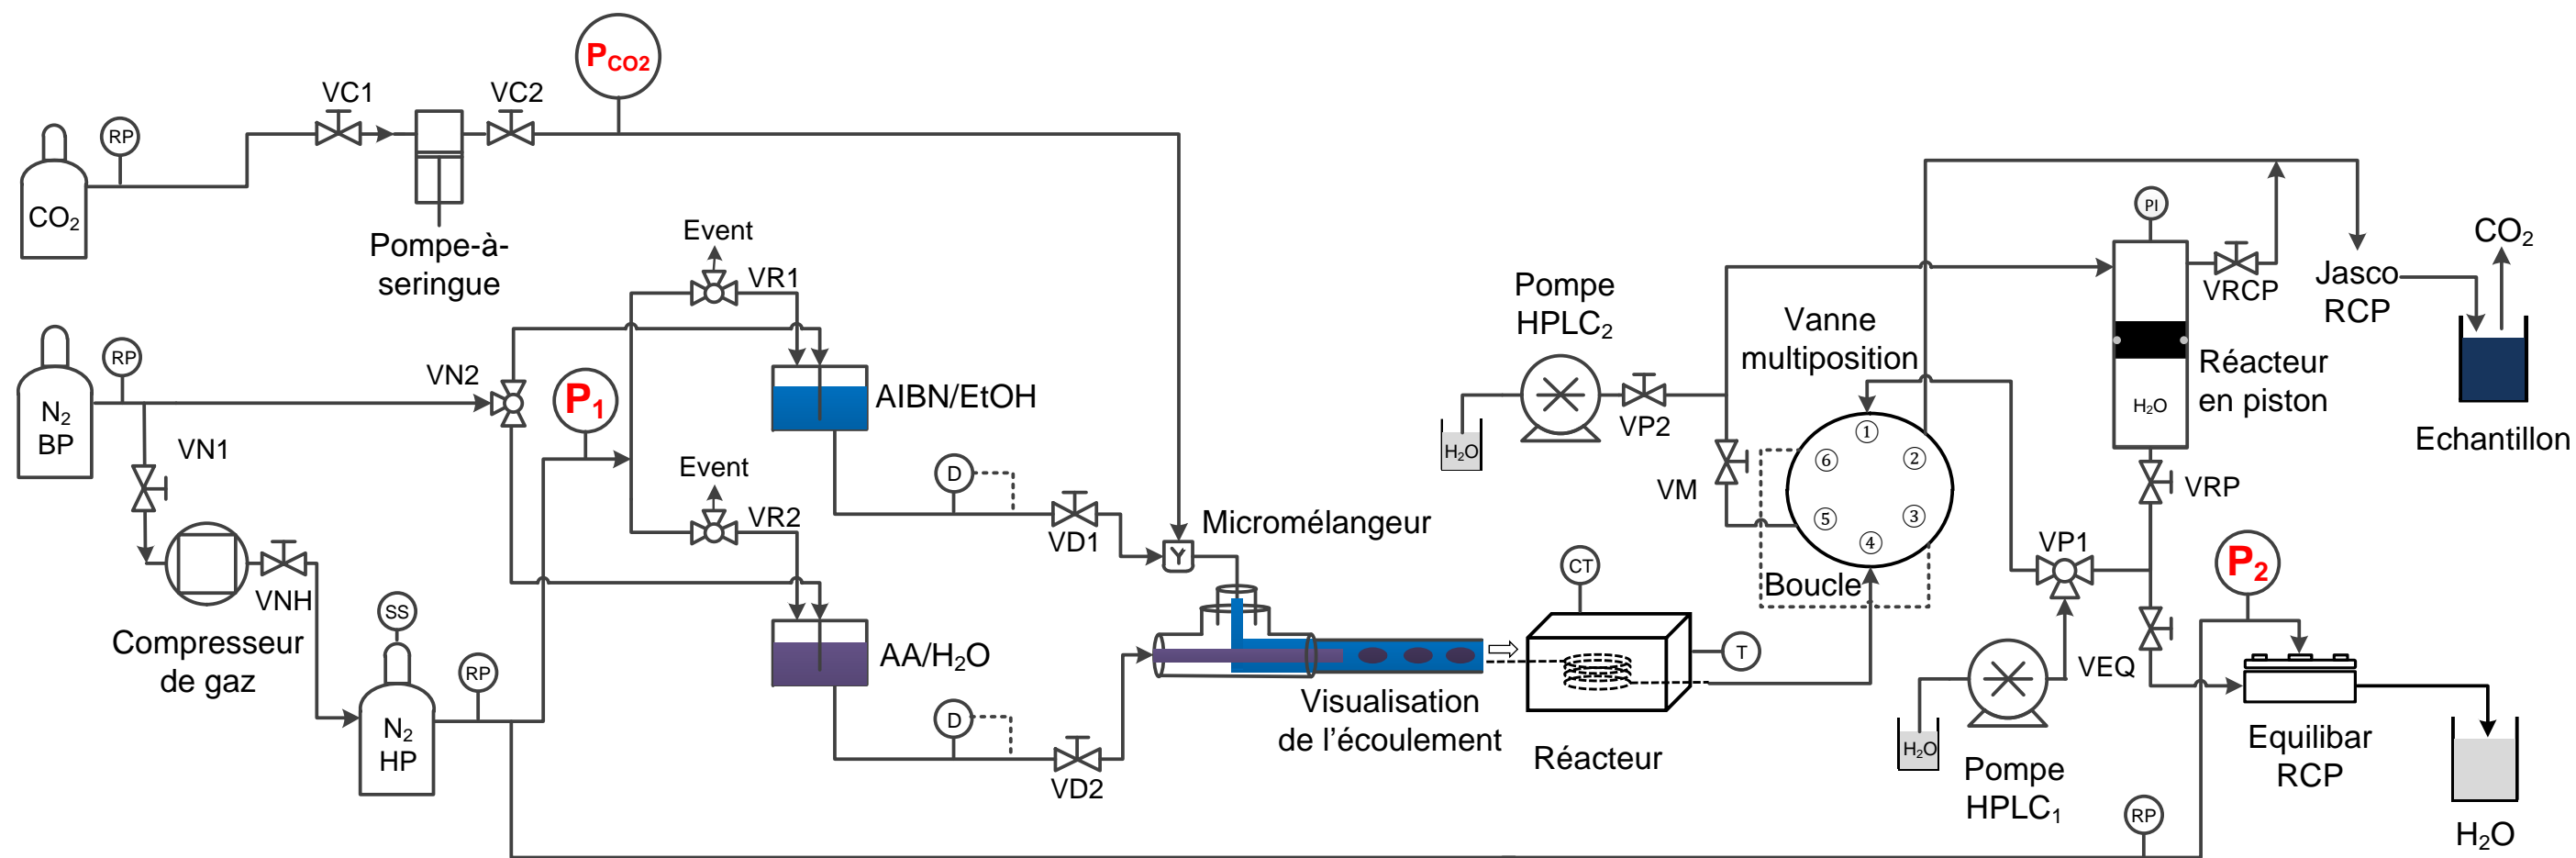 P_CO2
VC1
VC2
RP
CO₂
Pompe-à-
seringue
Event
VR1
PI
CO₂
VRCP
Jasco
RCP
Pompe
HPLC₂
Vanne
multiposition
RP
VN2
P₁
AIBN/EtOH
N₂
BP
VN1
Event
VR2
D
VD1
Micromélangeur
H₂O
VP2
VM
①
②
③
④
⑤
⑥
Boucle
H₂O
Réacteur
en piston
Echantillon
VRP
VP1
P₂
VNH
Compresseur
de gaz
SS
RP
N₂
HP
AA/H₂O
D
VD2
Y
Visualisation
de l'écoulement
CT
T
Réacteur
H₂O
Pompe
HPLC₁
VEQ
Equilibar
RCP
RP
H₂O